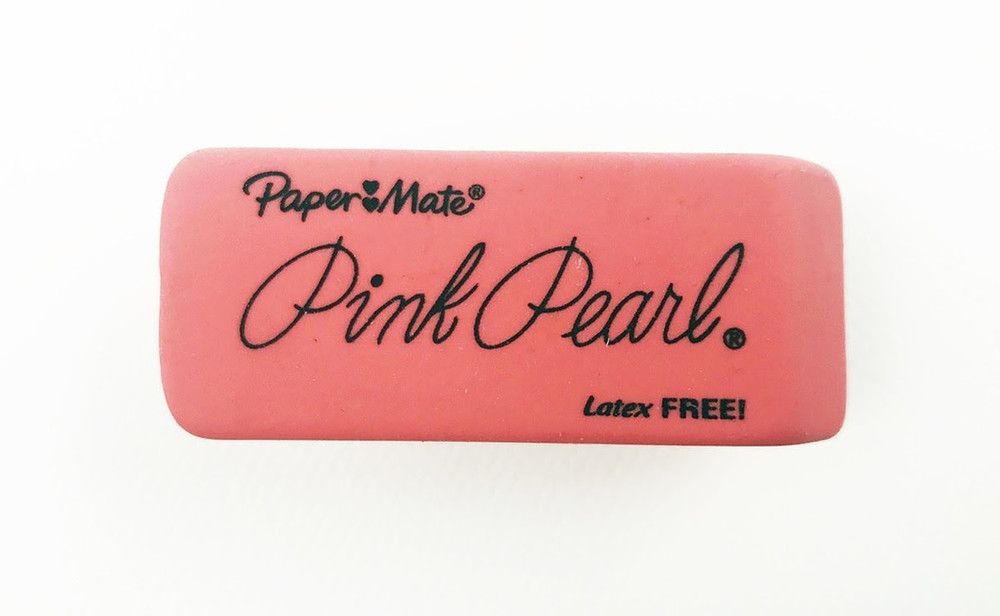 Paper Mate®
Pink Pearl®
Latex FREE!